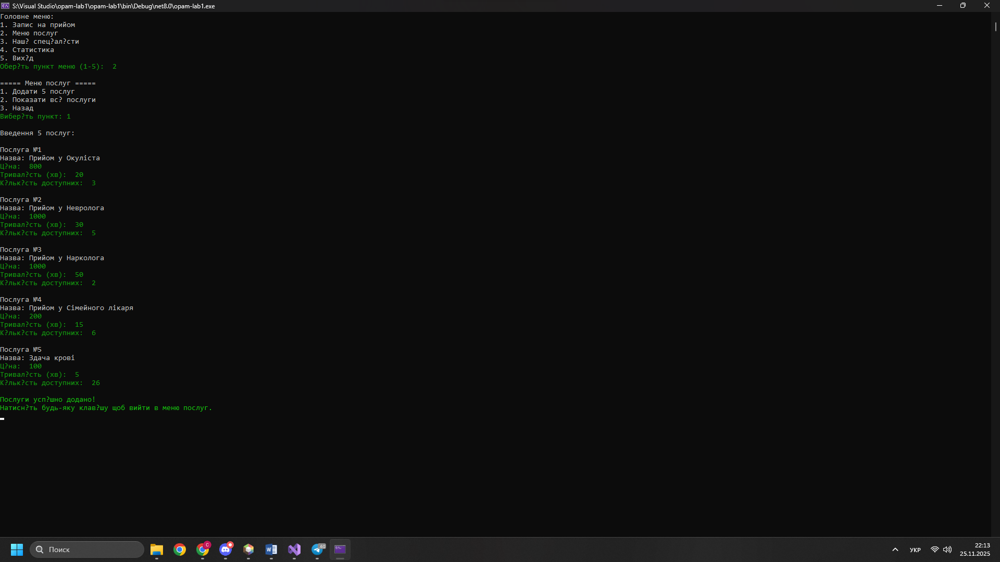 S:\Visual Studio\opam-lab1\opam-lab1\bin\Debug\net8.0\opam-lab1.exe
Головне меню:
1. Запис на прийом
2. Меню послуг
3. Наш? спец?ал?сти
4. Статистика
5. Вих?д
Обер?ть пункт меню (1-5):  2
===== Меню послуг =====
1. Додати 5 послуг
2. Показати вс? послуги
3. Назад
Вибер?ть пункт: 1
Введення 5 послуг:
Послуга №1
Назва: Прийом у Окуліста
Ц?на:  800
Тривал?сть (хв):  20
К?льк?сть доступних:  3
Послуга №2
Назва: Прийом у Невролога
Ц?на:  1000
Тривал?сть (хв):  30
К?льк?сть доступних:  5
Послуга №3
Назва: Прийом у Нарколога
Ц?на:  1000
Тривал?сть (хв):  50
К?льк?сть доступних:  2
Послуга №4
Назва: Прийом у Сімейного лікаря
Ц?на:  200
Тривал?сть (хв):  15
К?льк?сть доступних:  6
Послуга №5
Назва: Здача крові
Ц?на:  100
Тривал?сть (хв):  5
К?льк?сть доступних:  26
Послуги усп?шно додано!
Натисн?ть будь-яку клав?шу щоб вийти в меню послуг.
Поиск
C
W
60
УКР
22:13
25.11.2025